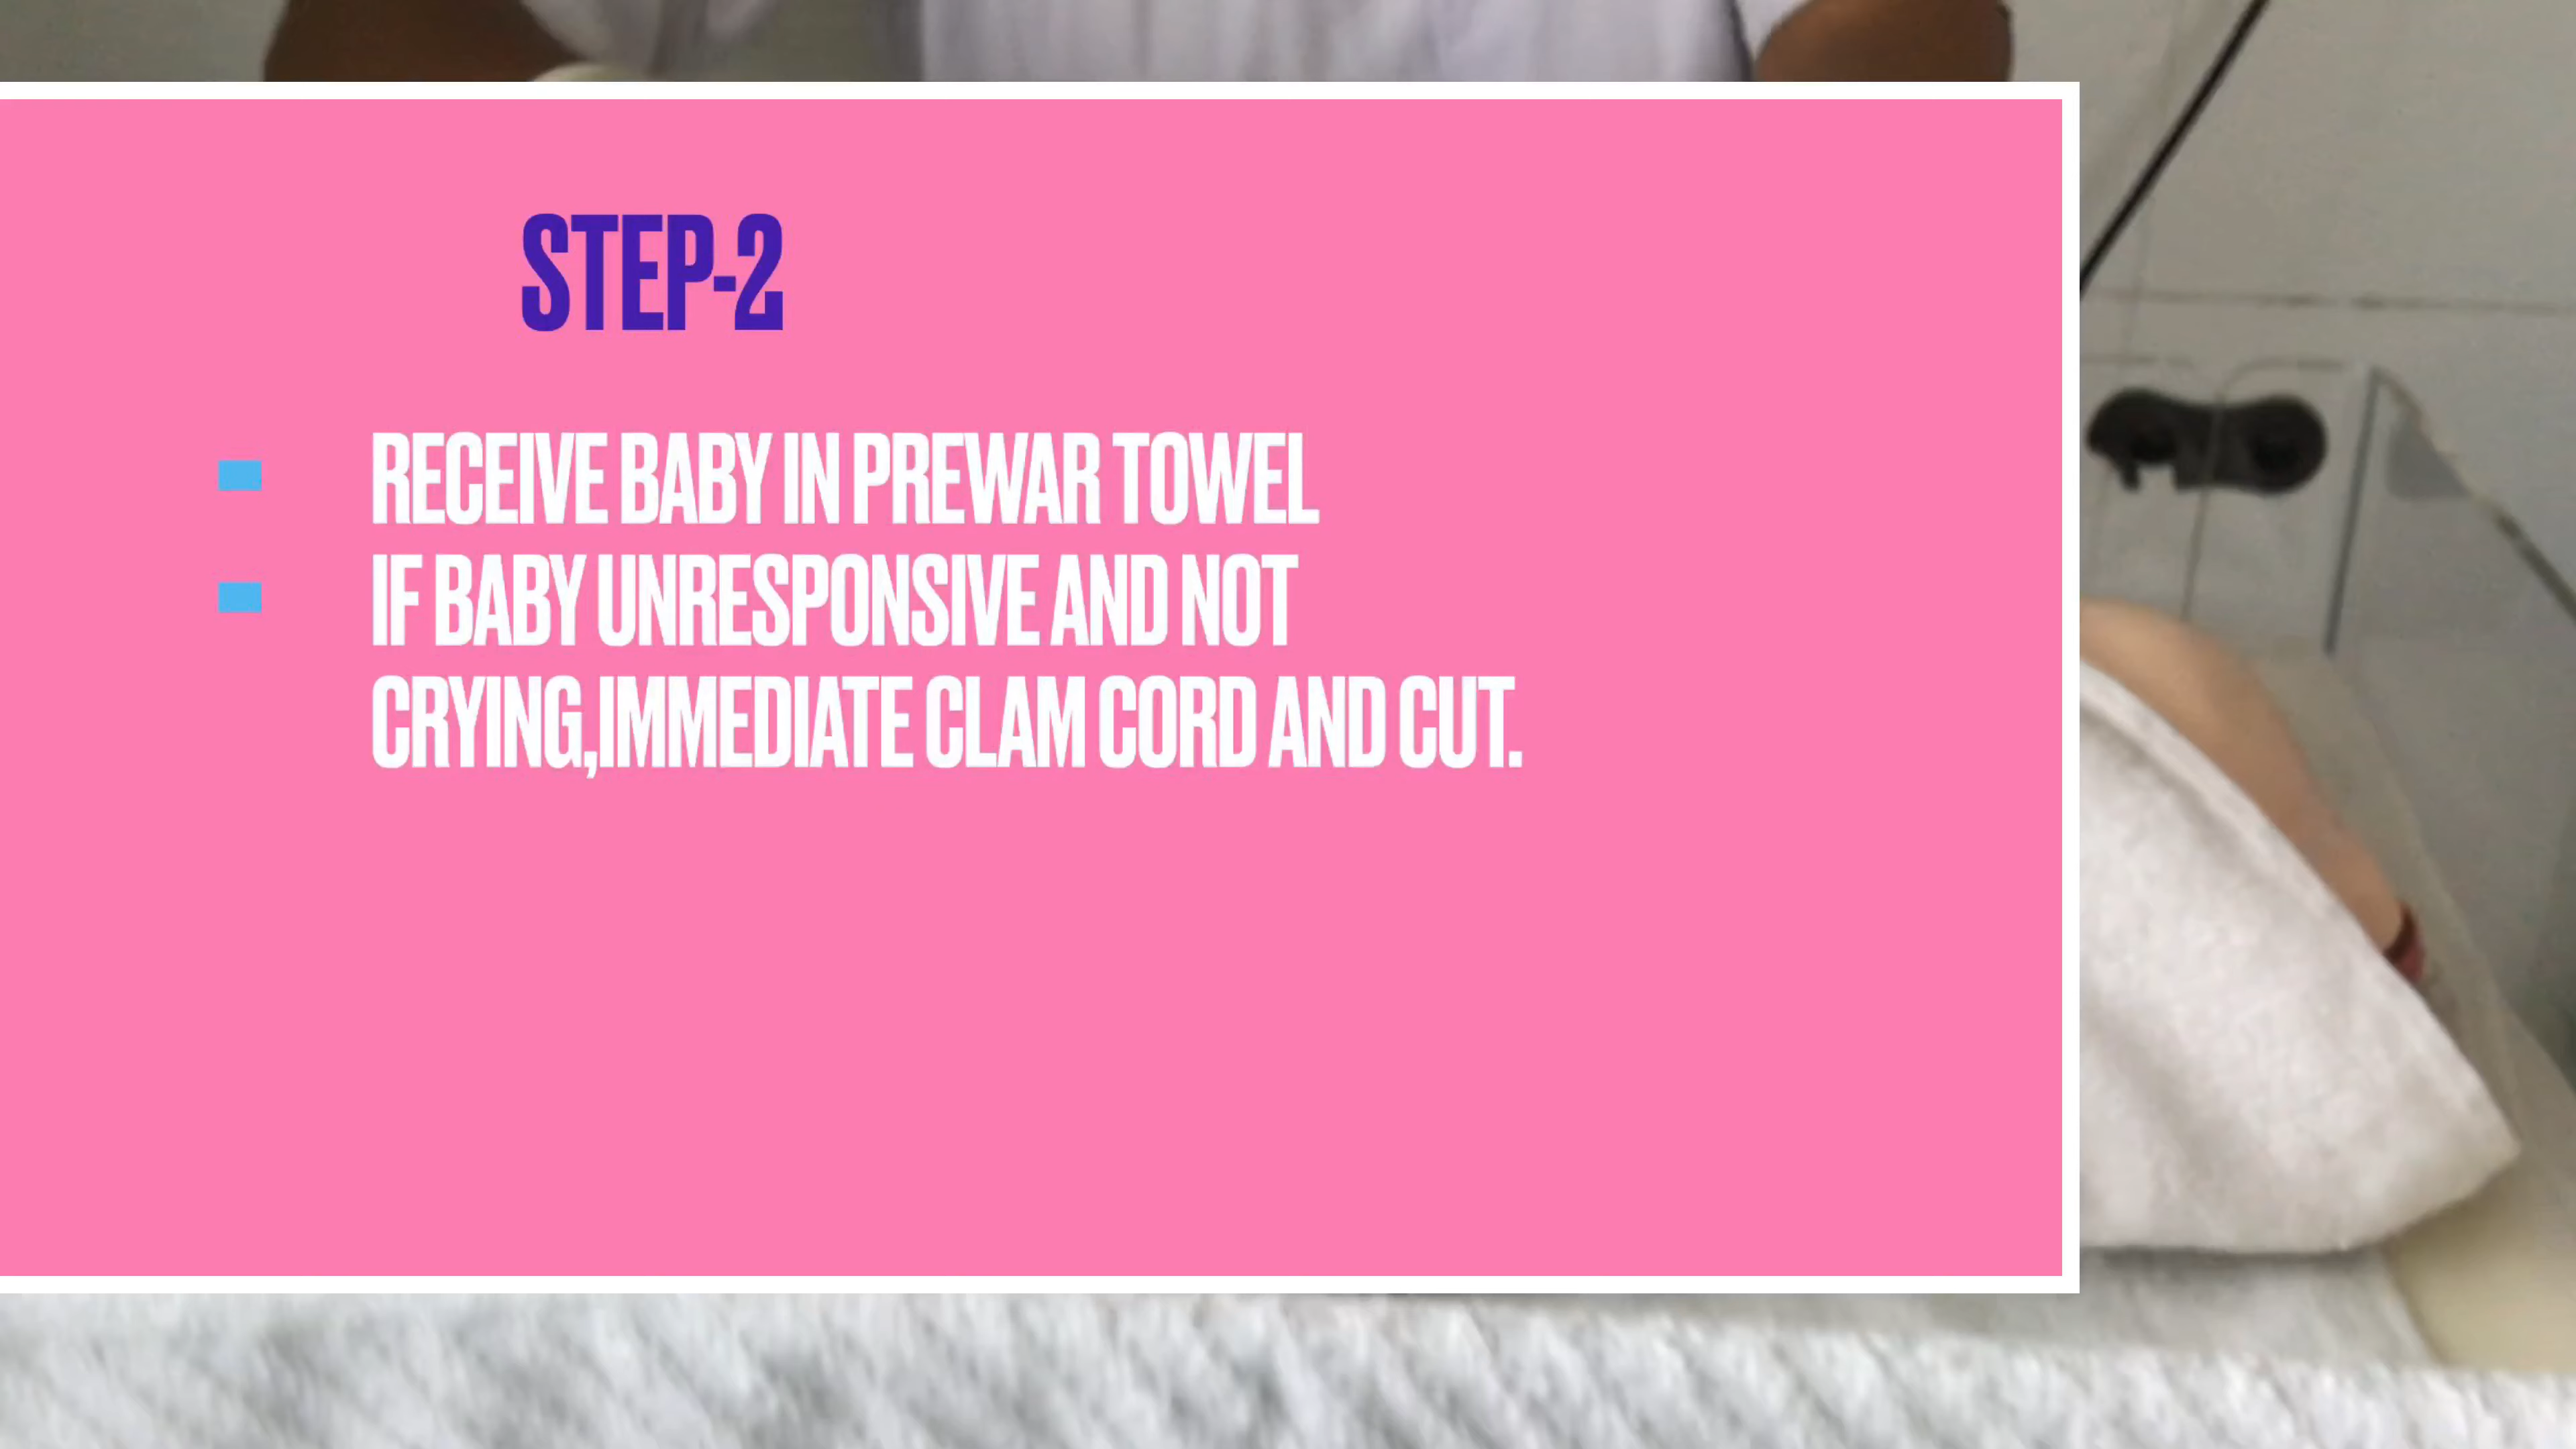 STEP-2
RECEIVE BABY IN PREWAR TOWEL
IF BABY UNRESPONSIVE AND NOT
CRYING,IMMEDIATE CLAM CORD AND CUT.